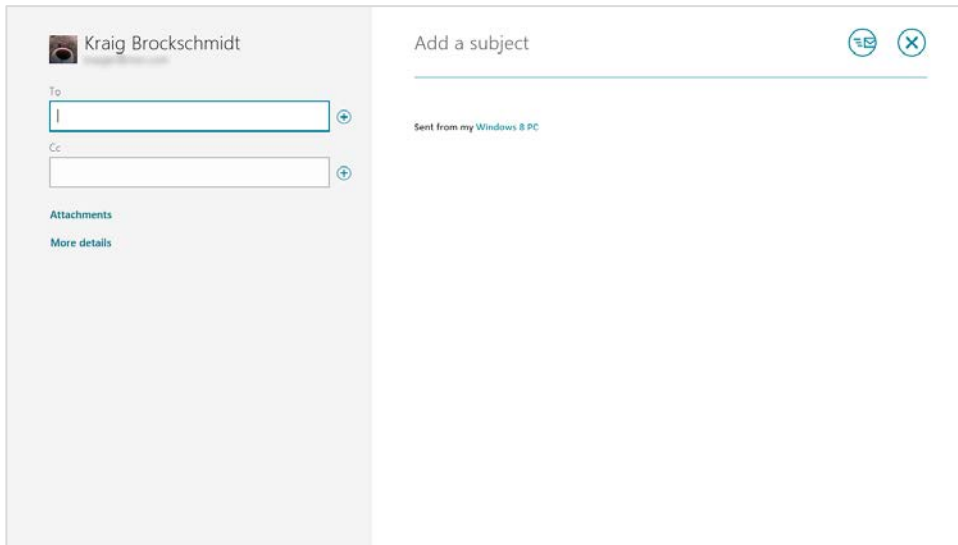 Kraig Brockschmidt
To
Cc
Attachments
More details
Add a subject
Sent from my Windows 8 PC